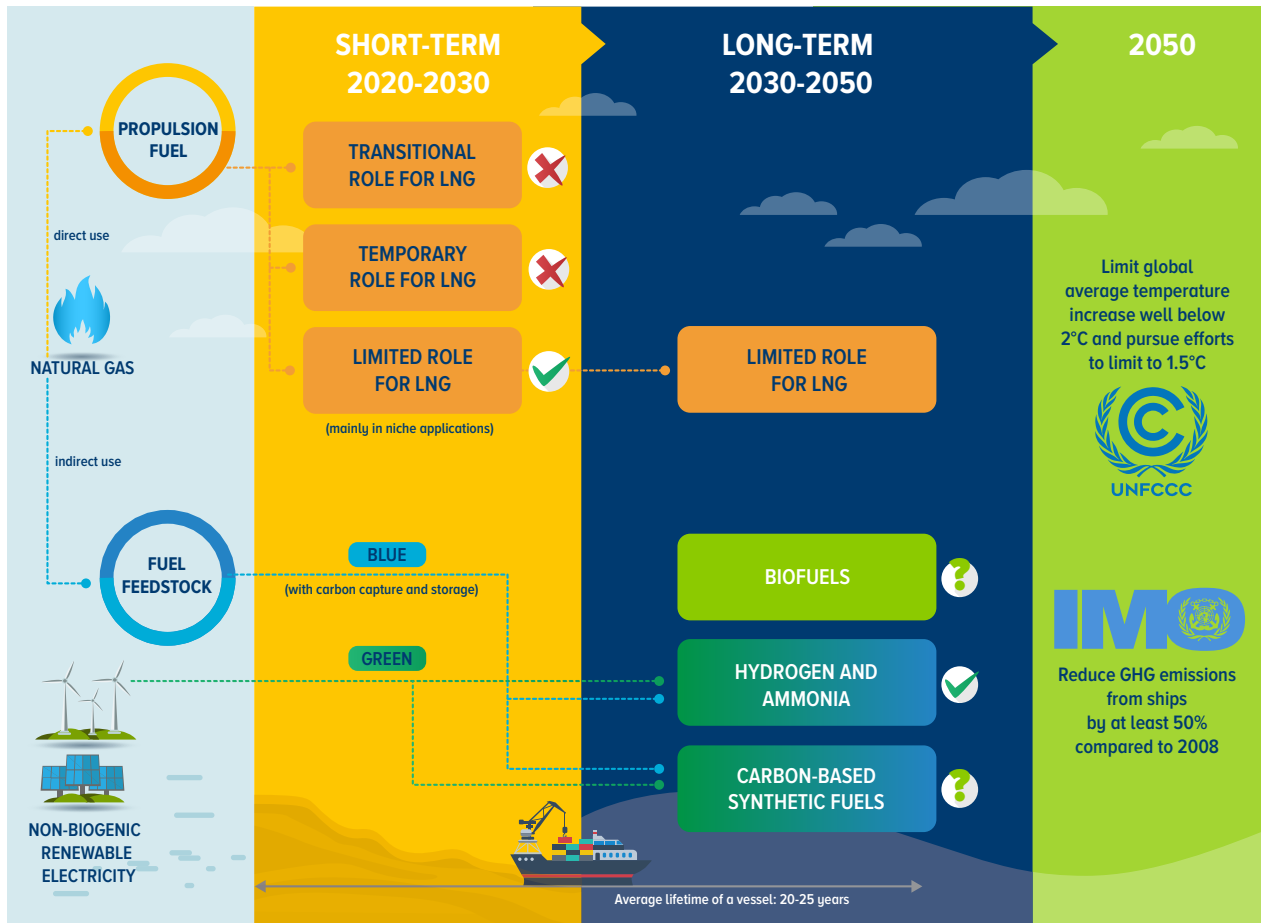 SHORT-TERM
2020-2030
LONG-TERM
2030-2050
2050
PROPULSION
FUEL
direct use
NATURAL GAS
indirect use
FUEL
FEEDSTOCK
NON-BIOGENIC
RENEWABLE
ELECTRICITY
TRANSITIONAL
ROLE FOR LNG
TEMPORARY
ROLE FOR LNG
LIMITED ROLE
FOR LNG
(mainly in niche applications)
BLUE
(with carbon capture and storage)
GREEN
LIMITED ROLE
FOR LNG
BIOFUELS
?
HYDROGEN AND
AMMONIA
CARBON-BASED
SYNTHETIC FUELS
?
Average lifetime of a vessel: 20-25 years
Limit global
average temperature
increase well below
2°C and pursue efforts
to limit to 1.5°C
UNFCCC
IMO
Reduce GHG emissions
from ships
by at least 50%
compared to 2008